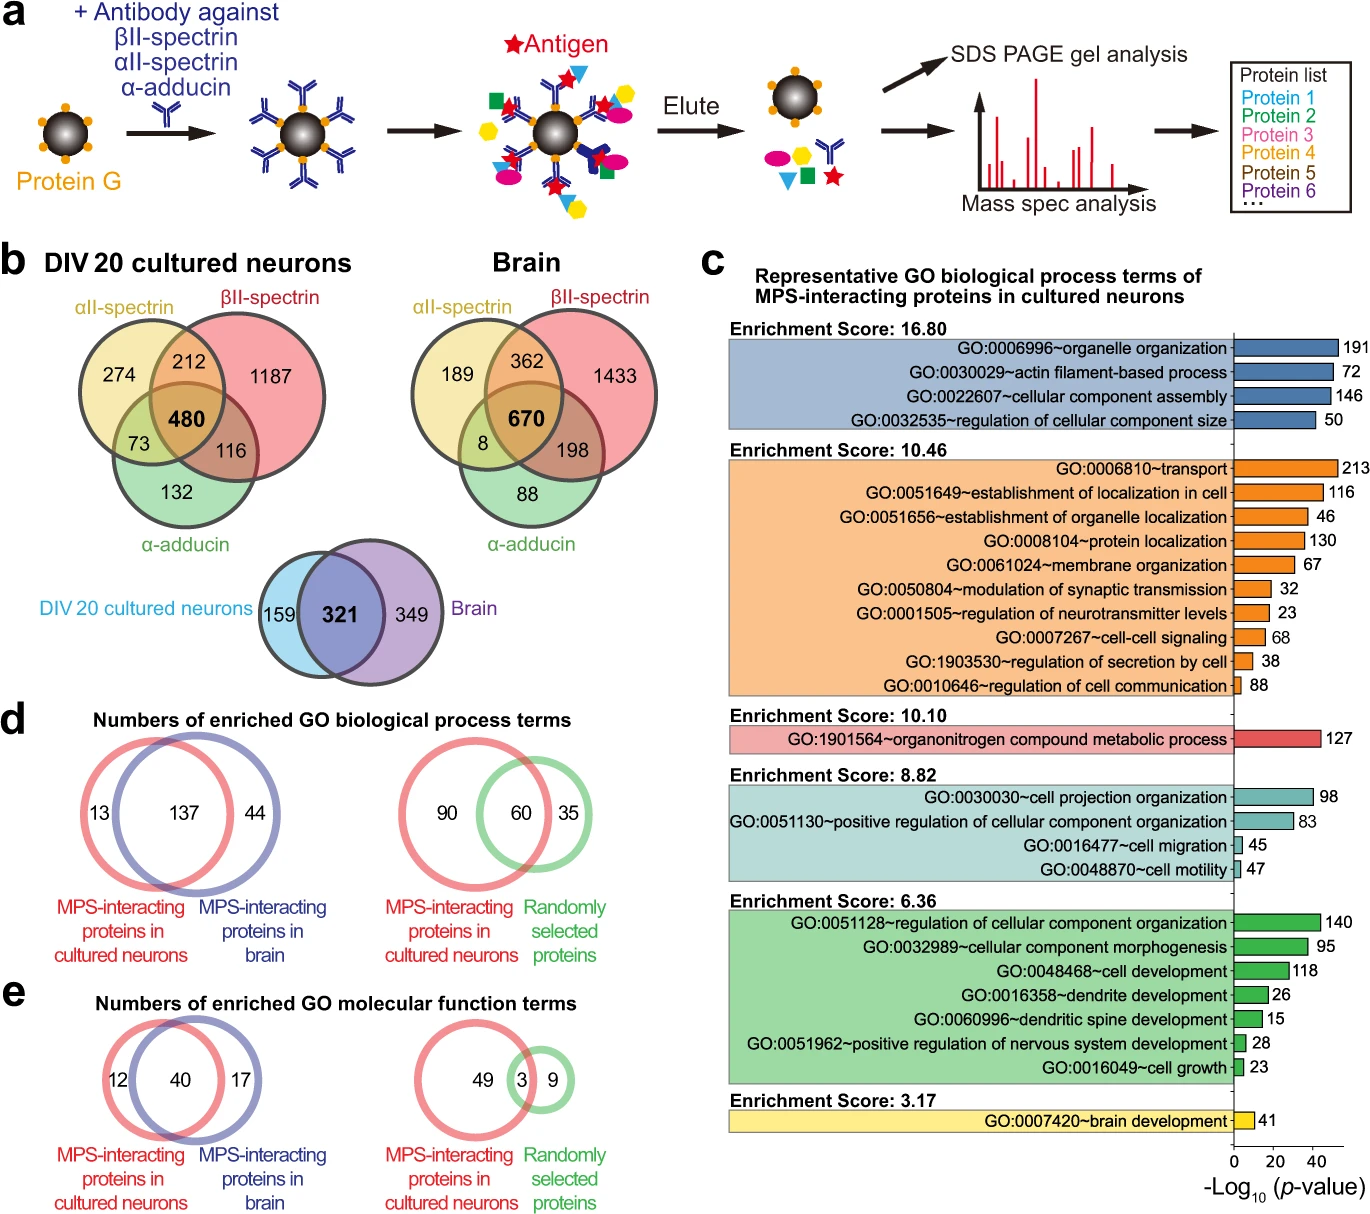 a
+ Antibody against
βII-spectrin
αII-spectrin
α-adducin
Protein G
Antigen
Elute
SDS PAGE gel analysis
Mass spec analysis
Protein list
Protein 1
Protein 2
Protein 3
Protein 4
Protein 5
Protein 6
...
b
DIV 20 cultured neurons
αII-spectrin
βII-spectrin
274
212
1187
480
73
116
132
α-adducin
Brain
αII-spectrin
βII-spectrin
189
362
1433
670
8
198
88
α-adducin
DIV 20 cultured neurons
159
321
349
Brain
c
Representative GO biological process terms of
MPS-interacting proteins in cultured neurons
Enrichment Score: 16.80
GO:0006996~organelle organization 191
GO:0030029~actin filament-based process 72
GO:0022607~cellular component assembly 146
GO:0032535~regulation of cellular component size 50
Enrichment Score: 10.46
GO:0006810~transport 213
GO:0051649~establishment of localization in cell 116
GO:0051656~establishment of organelle localization 46
GO:0008104~protein localization 130
GO:0061024~membrane organization 67
GO:0050804~modulation of synaptic transmission 32
GO:0001505~regulation of neurotransmitter levels 23
GO:0007267~cell-cell signaling 68
GO:1903530~regulation of secretion by cell 38
GO:0010646~regulation of cell communication 88
Enrichment Score: 10.10
GO:1901564~organonitrogen compound metabolic process 127
Enrichment Score: 8.82
GO:0030030~cell projection organization 98
GO:0051130~positive regulation of cellular component organization 83
GO:0016477~cell migration 45
GO:0048870~cell motility 47
Enrichment Score: 6.36
GO:0051128~regulation of cellular component organization 140
GO:0032989~cellular component morphogenesis 95
GO:0048468~cell development 118
GO:0016358~dendrite development 26
GO:0060996~dendritic spine development 15
GO:0051962~positive regulation of nervous system development 28
GO:0016049~cell growth 23
Enrichment Score: 3.17
GO:0007420~brain development 41
0 20 40
-Log10 (p-value)
d
Numbers of enriched GO biological process terms
13
137
44
MPS-interacting
proteins in
cultured neurons
MPS-interacting
proteins in
brain
90
60
35
MPS-interacting
proteins in
cultured neurons
Randomly
selected
proteins
e
Numbers of enriched GO molecular function terms
12
40
17
MPS-interacting
proteins in
cultured neurons
MPS-interacting
proteins in
brain
49
3
9
MPS-interacting
proteins in
cultured neurons
Randomly
selected
proteins